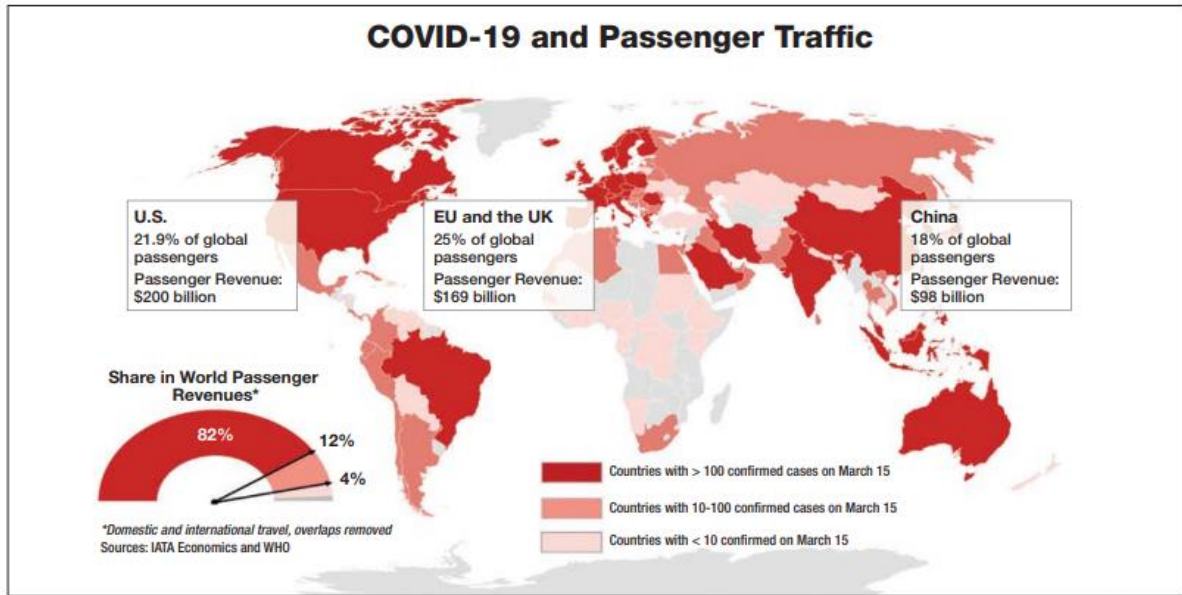 COVID-19 and Passenger Traffic
U.S.
21.9% of global
passengers
Passenger Revenue:
$200 billion
EU and the UK
25% of global
passengers
Passenger Revenue:
$169 billion
China
18% of global
passengers
Passenger Revenue:
$98 billion
Share in World Passenger
Revenues*
82%
12%
4%
*Domestic and international travel, overlaps removed
Sources: IATA Economics and WHO
Countries with > 100 confirmed cases on March 15
Countries with 10-100 confirmed cases on March 15
Countries with < 10 confirmed on March 15